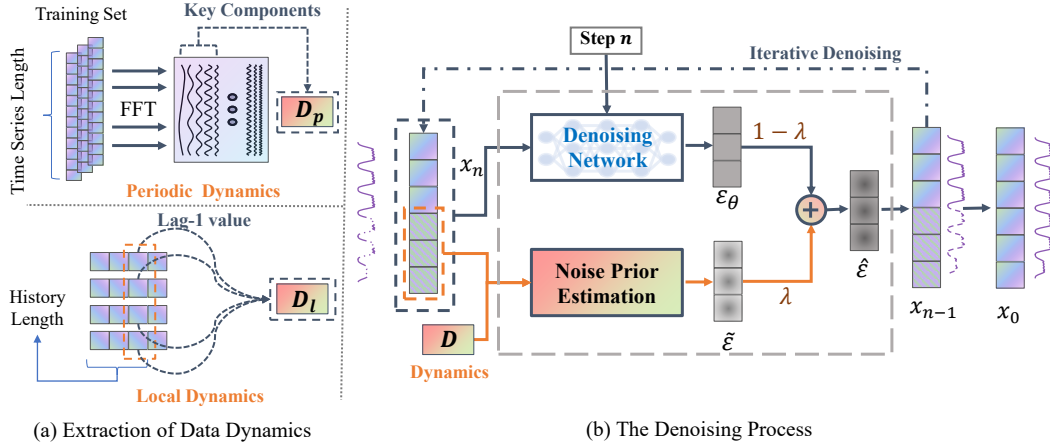 Training Set
Key Components
Time Series Length
FFT
D_p
Periodic Dynamics
Lag-1 value
History
Length
D_l
Local Dynamics
(a) Extraction of Data Dynamics
Step n
Iterative Denoising
x_n
Denoising
Network
ε_θ
1 − λ
+
ε̂
Noise Prior
Estimation
ε̃
λ
D
Dynamics
x_{n−1}
x_0
(b) The Denoising Process